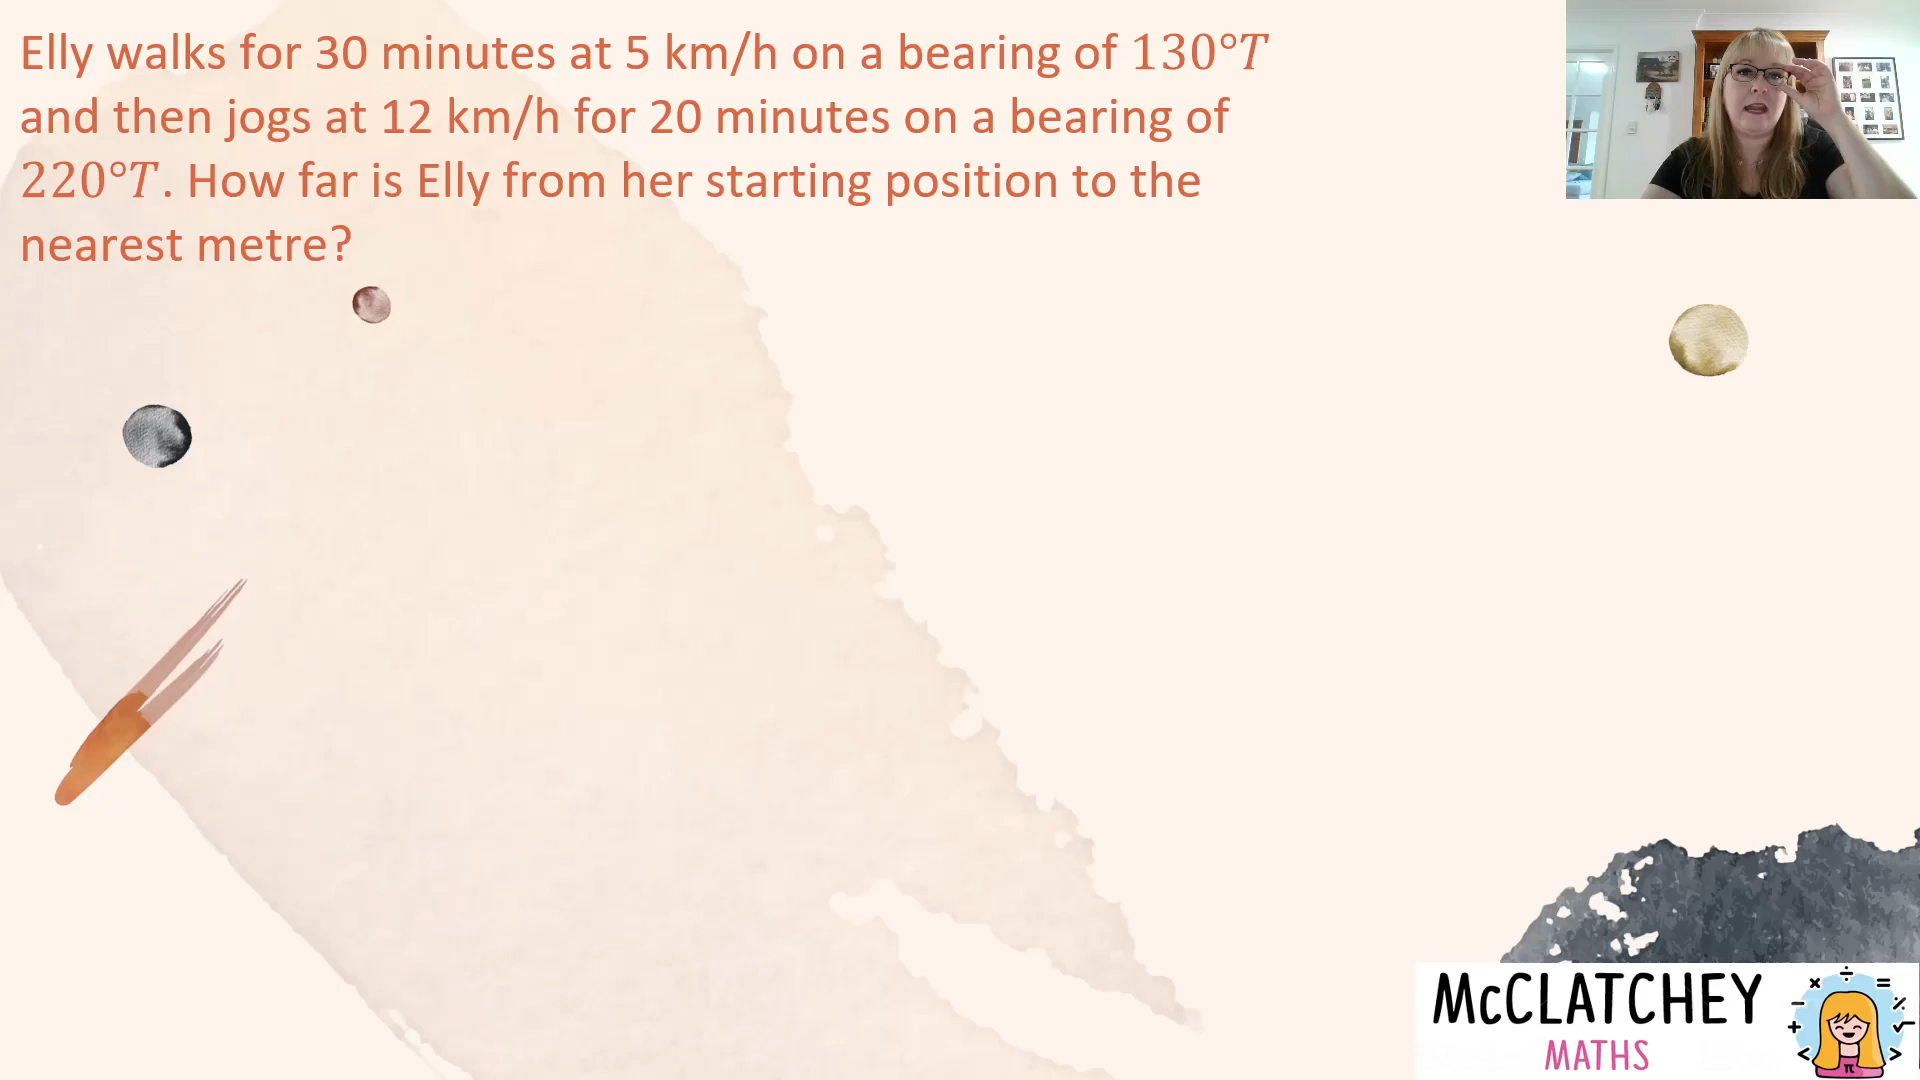 Elly walks for 30 minutes at 5 km/h on a bearing of 130°T
and then jogs at 12 km/h for 20 minutes on a bearing of
220°T. How far is Elly from her starting position to the
nearest metre?
McCLATCHEY
MATHS